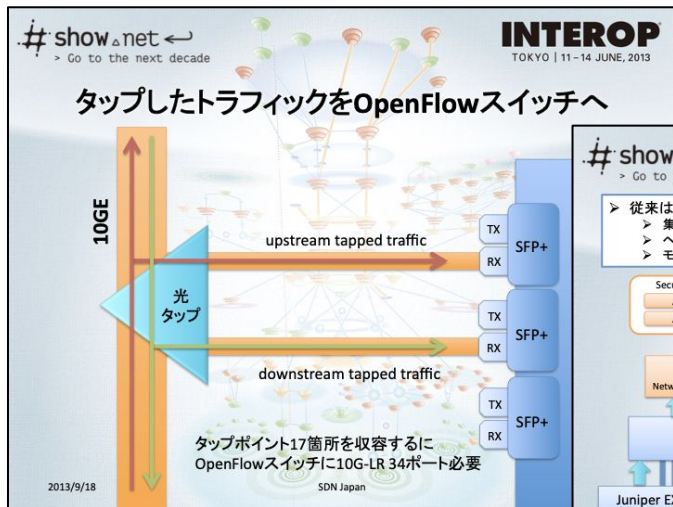 #show△net↩
> Go to the next decade
INTEROP
TOKYO | 11-14 JUNE, 2013
タップしたトラフィックをOpenFlowスイッチへ
10GE
光
タップ
upstream tapped traffic
downstream tapped traffic
TX
RX
SFP+
TX
RX
SFP+
TX
RX
SFP+
タップポイント17箇所を収容するに
OpenFlowスイッチに10G-LR 34ポート必要
2013/9/18
SDN Japan
#show
> Go to
➢ 従来は
➢ 集
➢ ヘ
➢ モ
Secu
Netw
Juniper EX